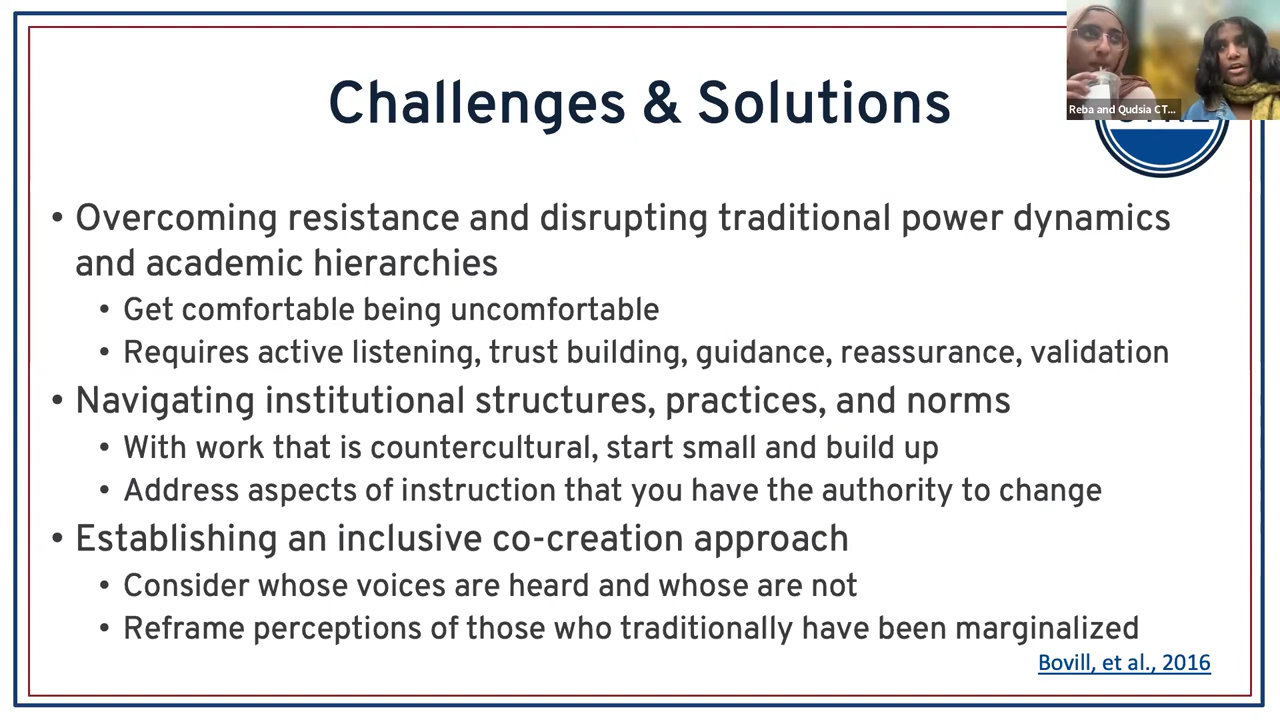 Challenges & Solutions
Reba and Qudsia CT...
• Overcoming resistance and disrupting traditional power dynamics
and academic hierarchies
• Get comfortable being uncomfortable
• Requires active listening, trust building, guidance, reassurance, validation
• Navigating institutional structures, practices, and norms
• With work that is countercultural, start small and build up
• Address aspects of instruction that you have the authority to change
• Establishing an inclusive co-creation approach
• Consider whose voices are heard and whose are not
• Reframe perceptions of those who traditionally have been marginalized
Bovill, et al., 2016